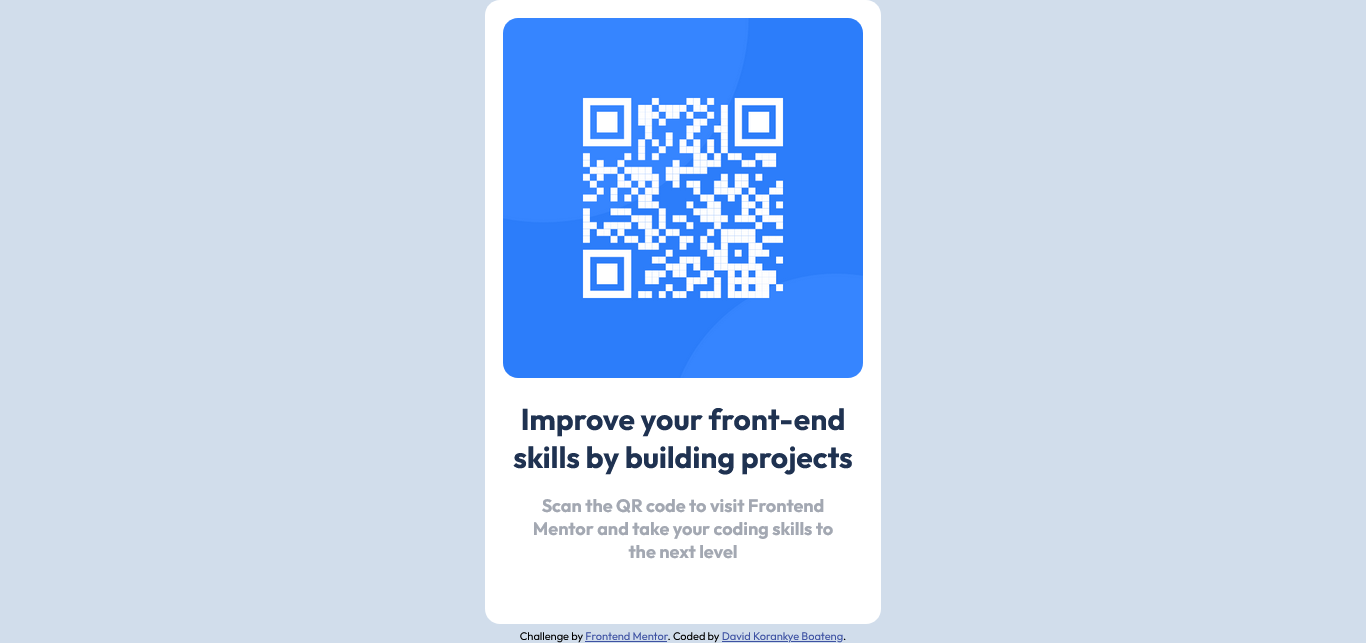 Improve your front-end
skills by building projects
Scan the QR code to visit Frontend
Mentor and take your coding skills to
the next level
Challenge by Frontend Mentor. Coded by David Korankye Boateng.